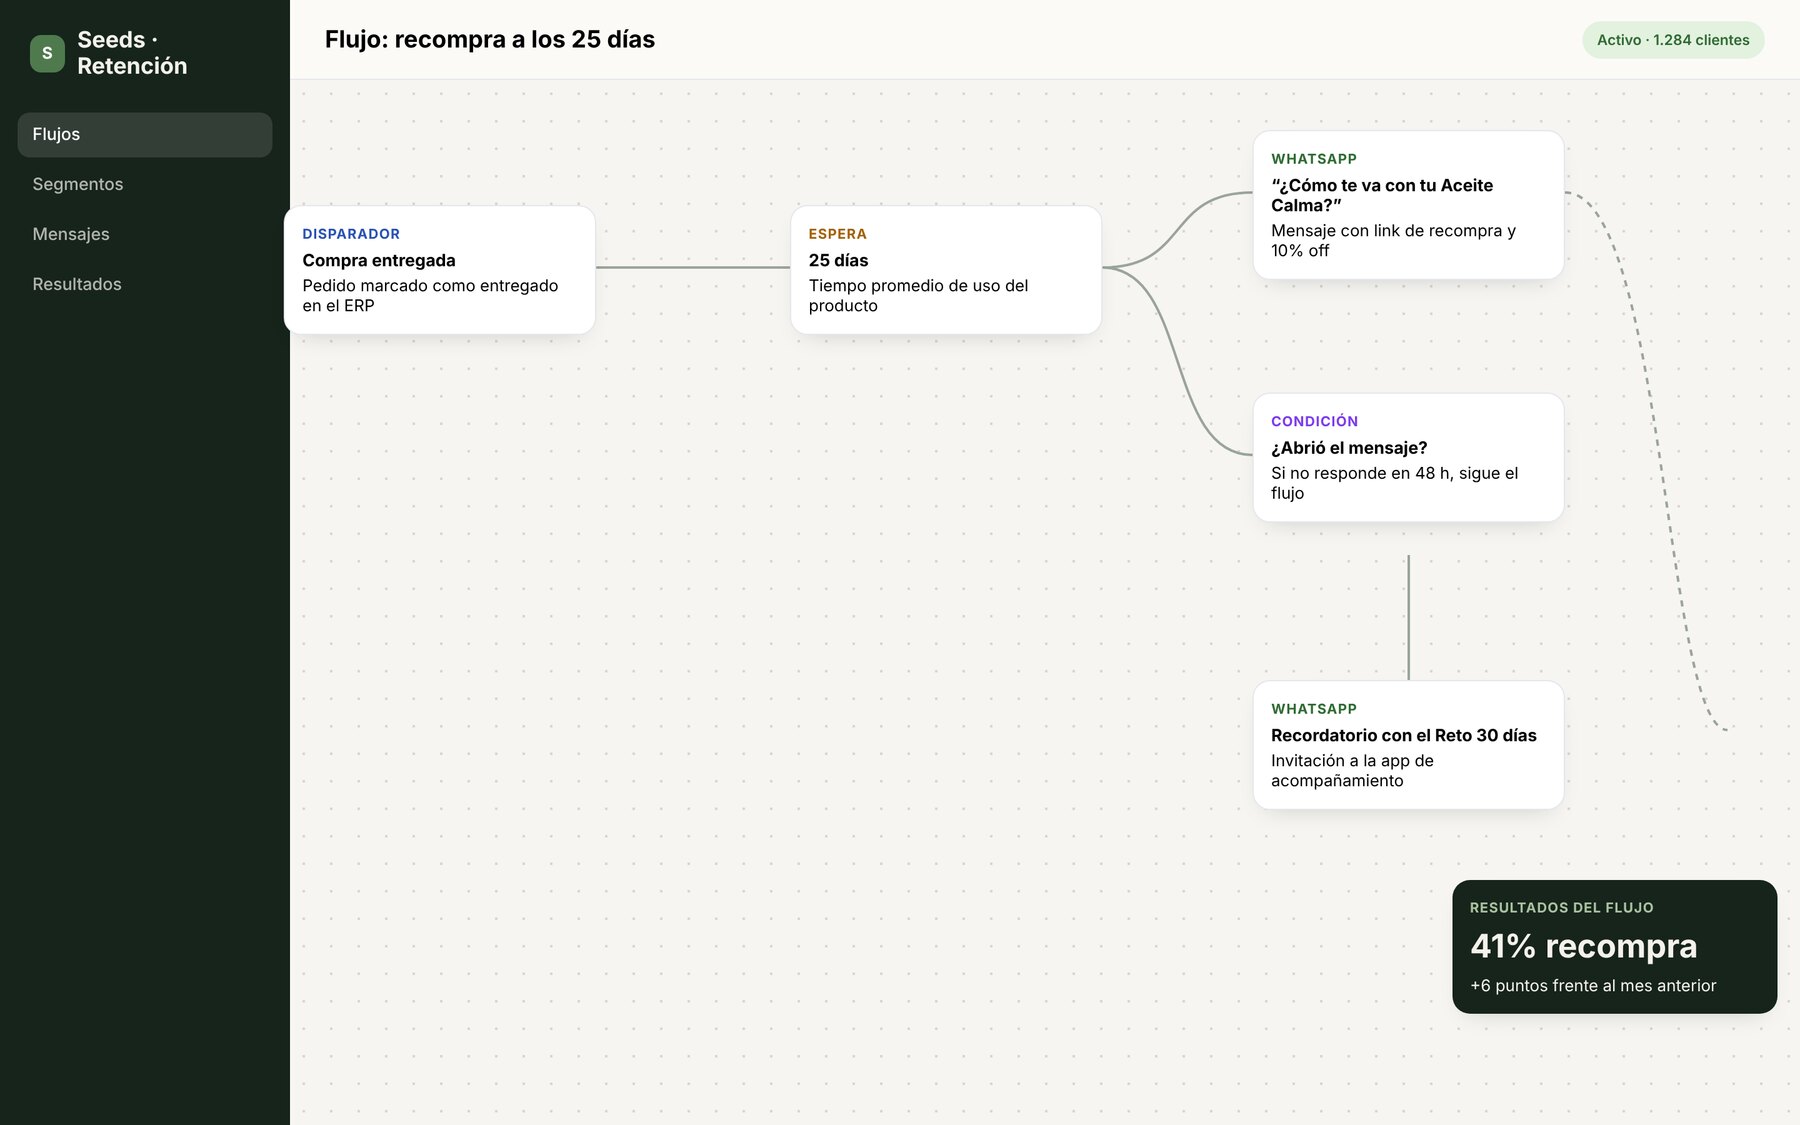 S
Seeds ·
Retención
Flujos
Segmentos
Mensajes
Resultados
Flujo: recompra a los 25 días
Activo · 1.284 clientes
DISPARADOR
Compra entregada
Pedido marcado como entregado
en el ERP
ESPERA
25 días
Tiempo promedio de uso del
producto
WHATSAPP
“¿Cómo te va con tu Aceite
Calma?”
Mensaje con link de recompra y
10% off
CONDICIÓN
¿Abrió el mensaje?
Si no responde en 48 h, sigue el
flujo
WHATSAPP
Recordatorio con el Reto 30 días
Invitación a la app de
acompañamiento
RESULTADOS DEL FLUJO
41% recompra
+6 puntos frente al mes anterior